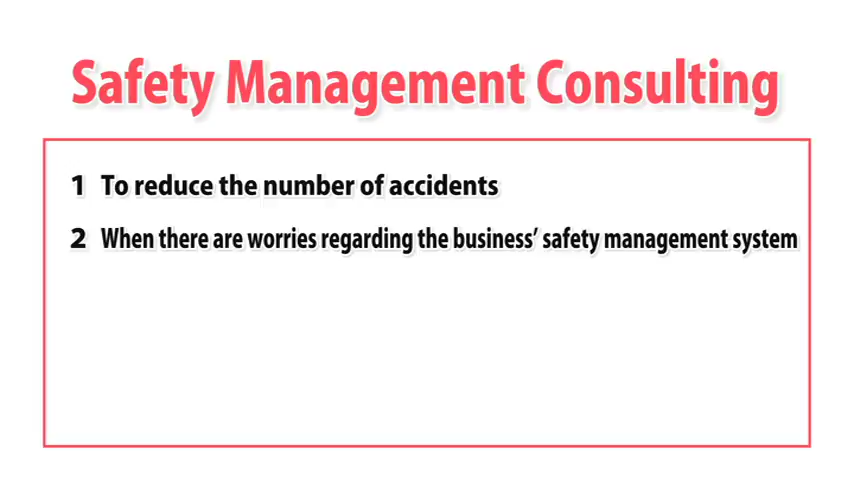 Safety Management Consulting
1 To reduce the number of accidents
2 When there are worries regarding the business’ safety management system